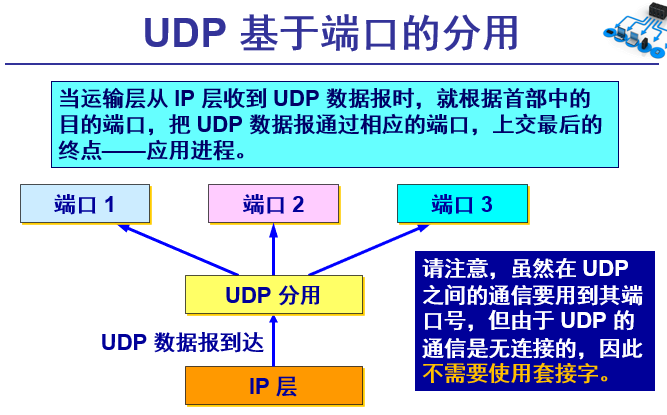 UDP 基于端口的分用
当运输层从 IP 层收到 UDP 数据报时，就根据首部中的
目的端口，把 UDP 数据报通过相应的端口，上交最后的
终点——应用进程。
端口 1
端口 2
端口 3
UDP 分用
UDP 数据报到达
IP 层
请注意，虽然在 UDP
之间的通信要用到其端
口号，但由于 UDP 的
通信是无连接的，因此
不需要使用套接字。